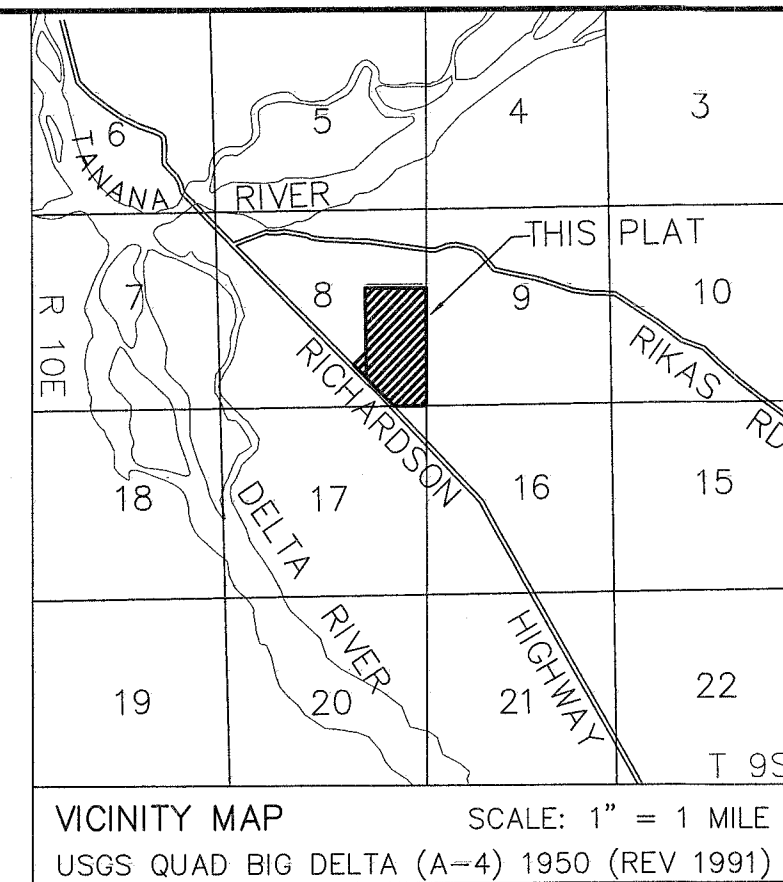 6 5 4 3
TANANA RIVER
THIS PLAT
7 8 9 10
R 10E
RICHARDSON HIGHWAY
RIKAS RD
18 17 16 15
DELTA RIVER
19 20 21 22
T 9S
VICINITY MAP SCALE: 1" = 1 MILE
USGS QUAD BIG DELTA (A-4) 1950 (REV 1991)